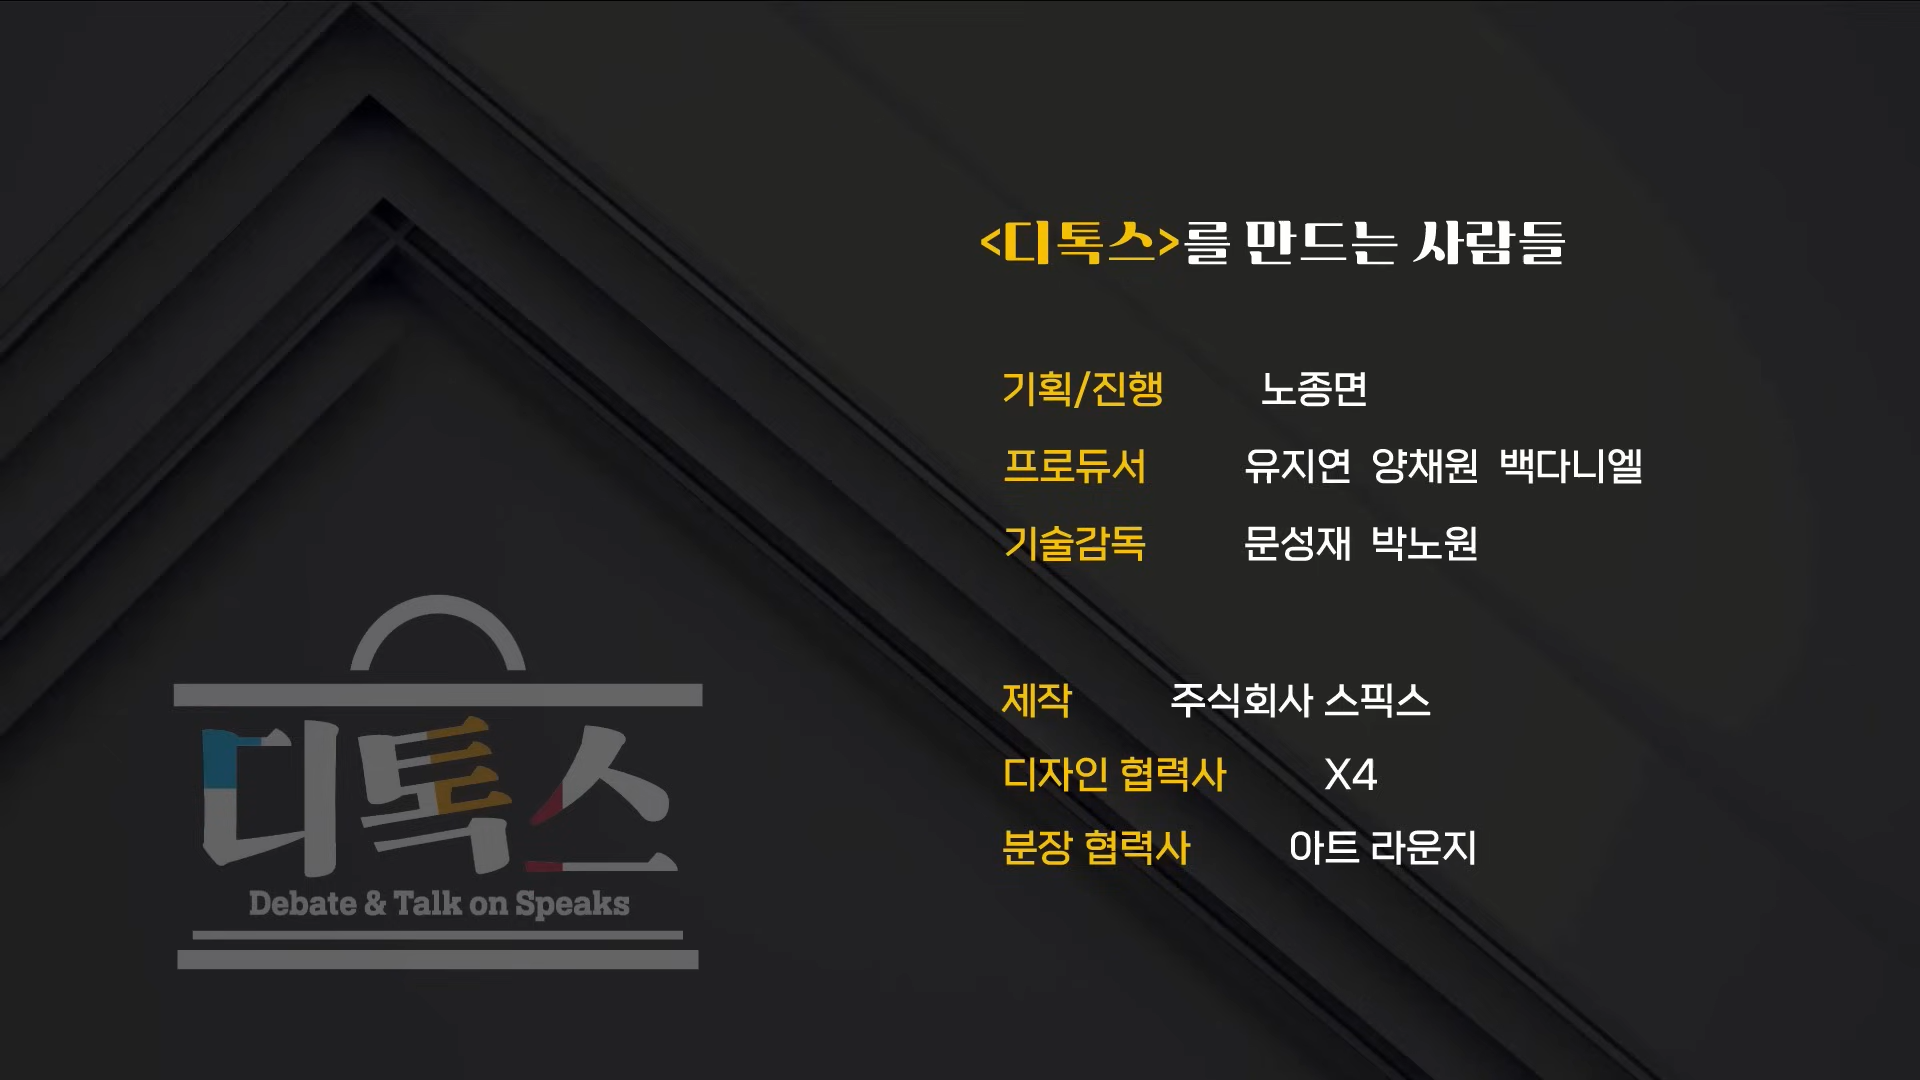 <디톡스>를 만드는 사람들
기획/진행 노종면
프로듀서 유지연 양채원 백다니엘
기술감독 문성재 박노원
제작 주식회사 스픽스
디자인 협력사 X4
분장 협력사 아트 라운지
디톡스
Debate & Talk on Speaks